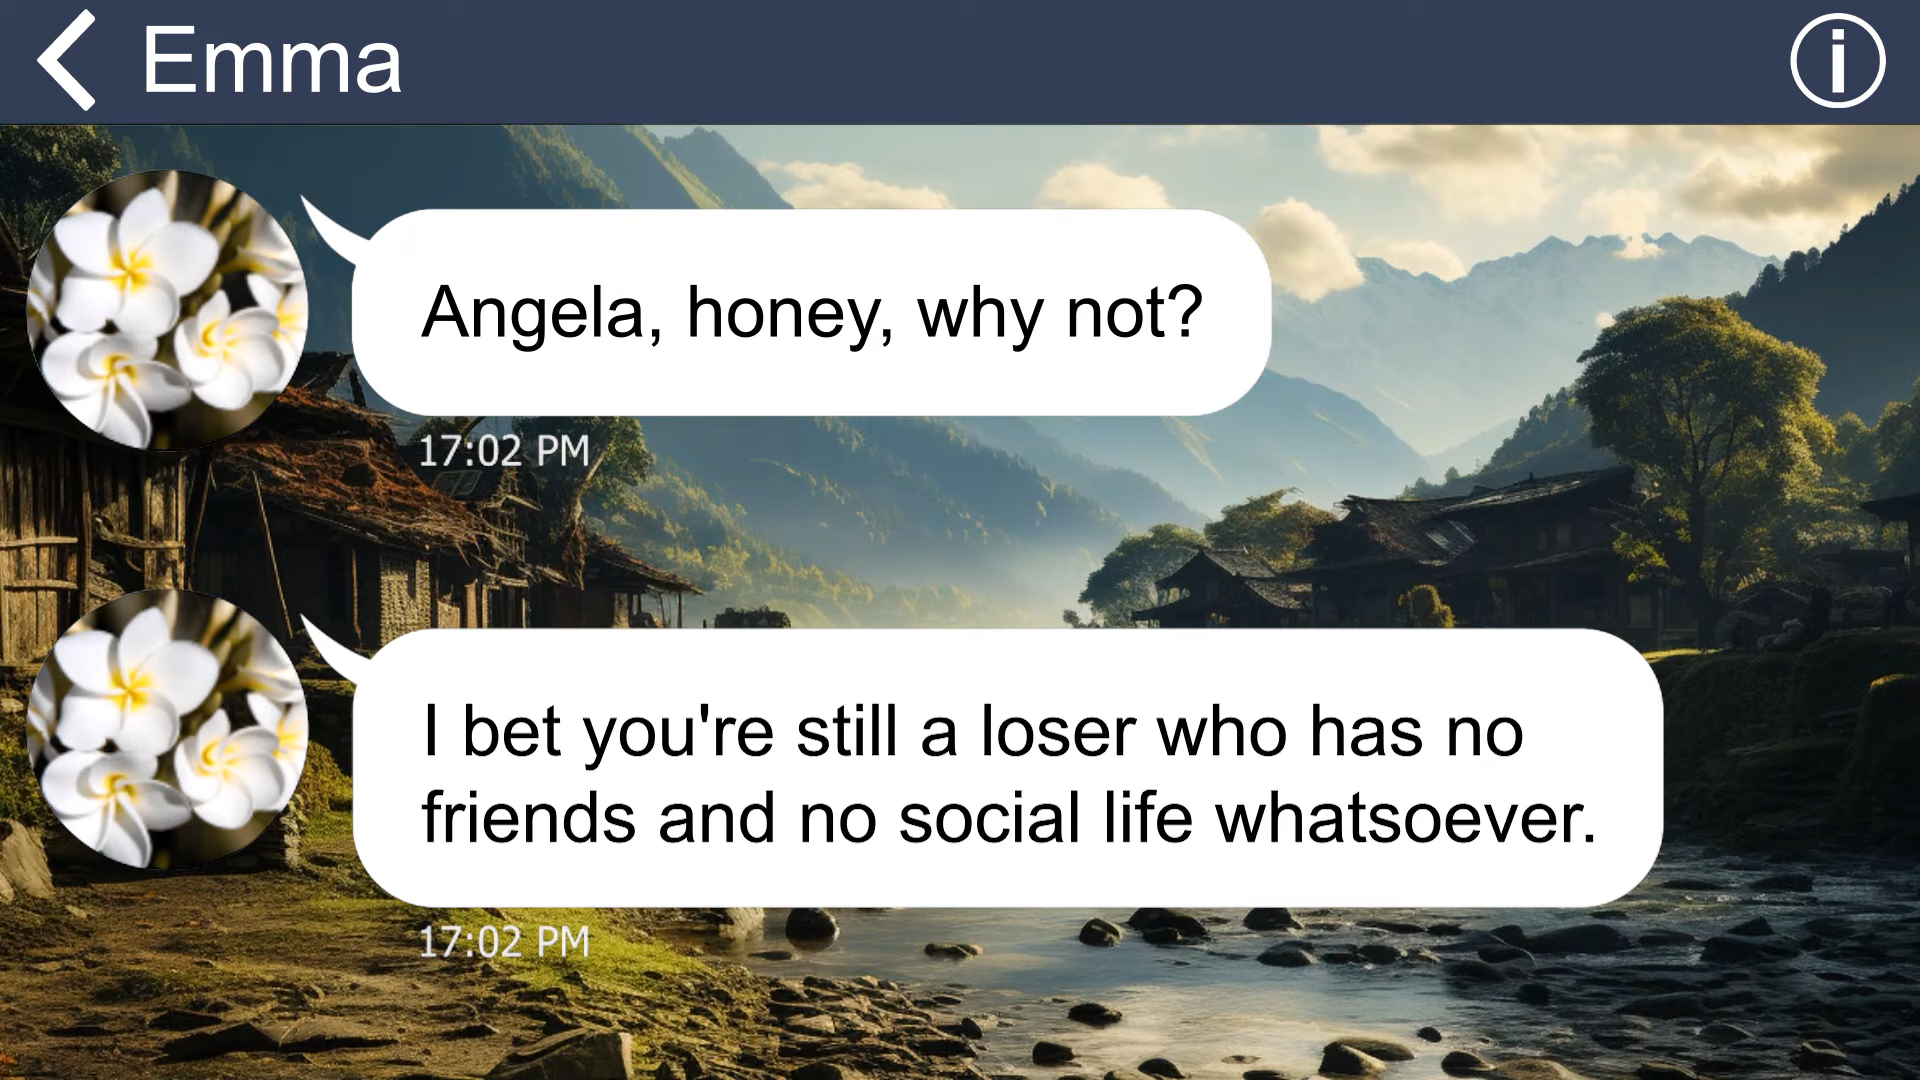 Emma
Angela, honey, why not?
17:02 PM
I bet you're still a loser who has no
friends and no social life whatsoever.
17:02 PM